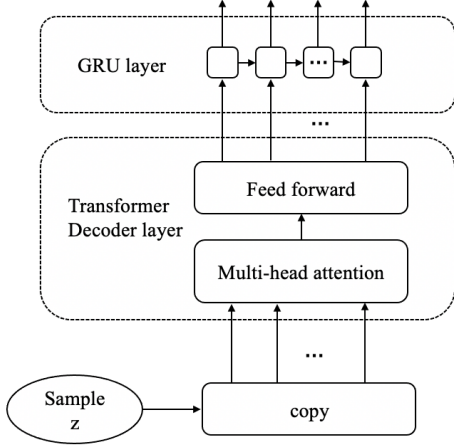 ...
GRU layer
...
Feed forward
Transformer
Decoder layer
Multi-head attention
...
Sample
z
copy